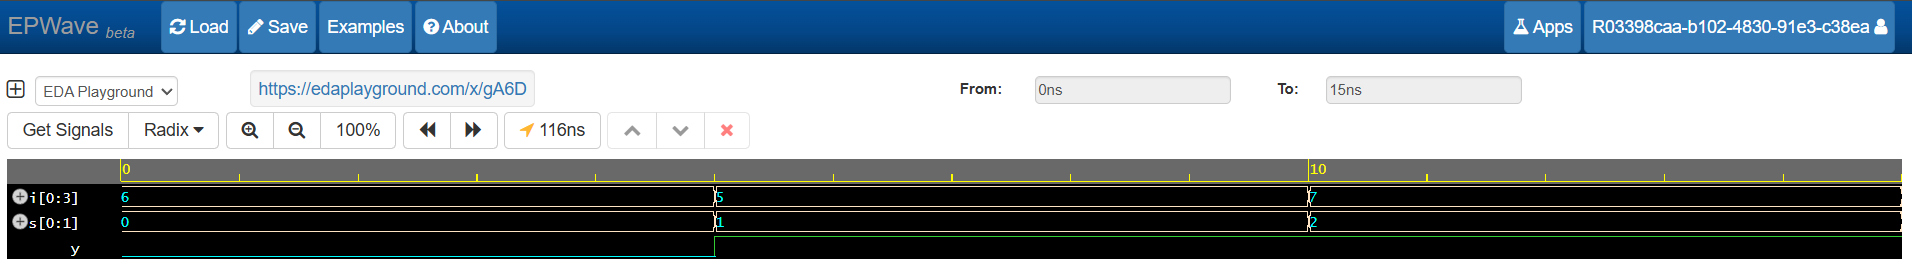 EPWave beta Load Save Examples About Apps R03398caa-b102-4830-91e3-c38ea
EDA Playground https://edaplayground.com/x/gA6D From: 0ns To: 15ns
Get Signals Radix 100% 116ns
0 10
i[0:3] 6 5 7
s[0:1] 0 1 2
y